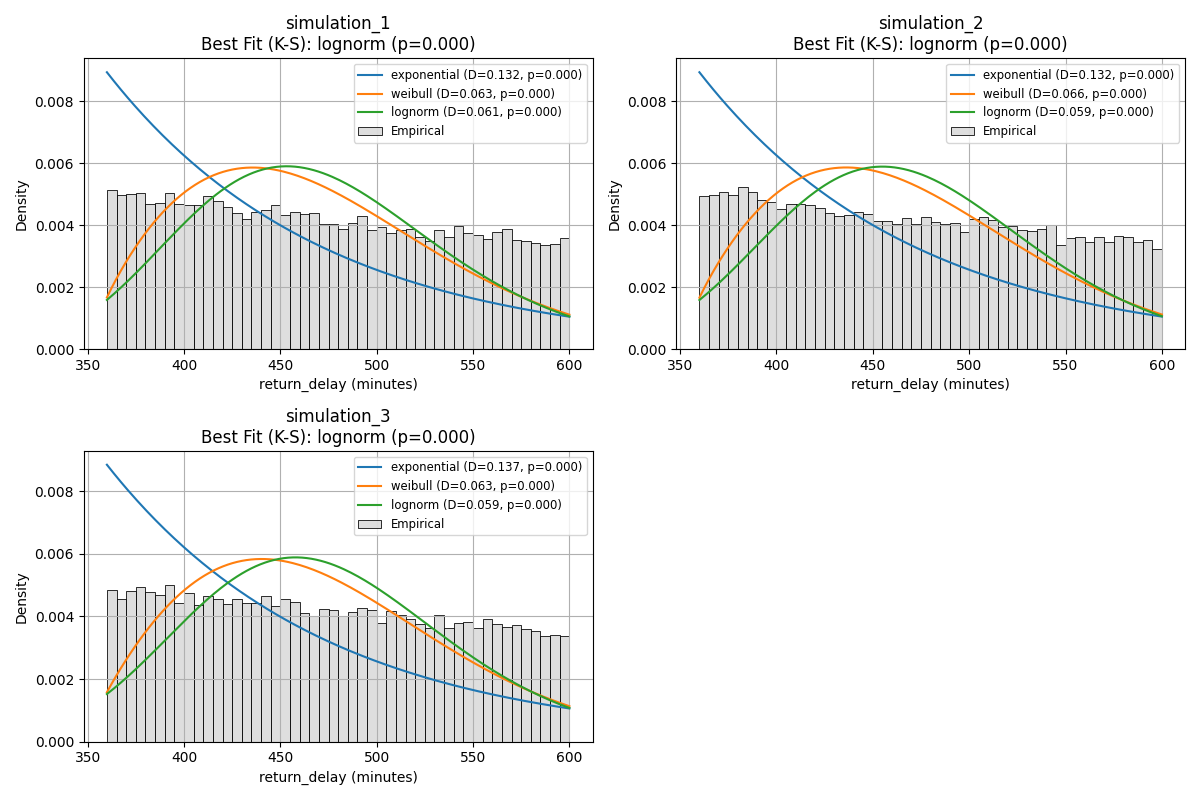 simulation_1
Best Fit (K-S): lognorm (p=0.000)
exponential (D=0.132, p=0.000)
weibull (D=0.063, p=0.000)
lognorm (D=0.061, p=0.000)
Empirical
Density
0.008
0.006
0.004
0.002
0.000
350 400 450 500 550 600
return_delay (minutes)
simulation_2
Best Fit (K-S): lognorm (p=0.000)
exponential (D=0.132, p=0.000)
weibull (D=0.066, p=0.000)
lognorm (D=0.059, p=0.000)
Empirical
Density
0.008
0.006
0.004
0.002
0.000
350 400 450 500 550 600
return_delay (minutes)
simulation_3
Best Fit (K-S): lognorm (p=0.000)
exponential (D=0.137, p=0.000)
weibull (D=0.063, p=0.000)
lognorm (D=0.059, p=0.000)
Empirical
Density
0.008
0.006
0.004
0.002
0.000
350 400 450 500 550 600
return_delay (minutes)